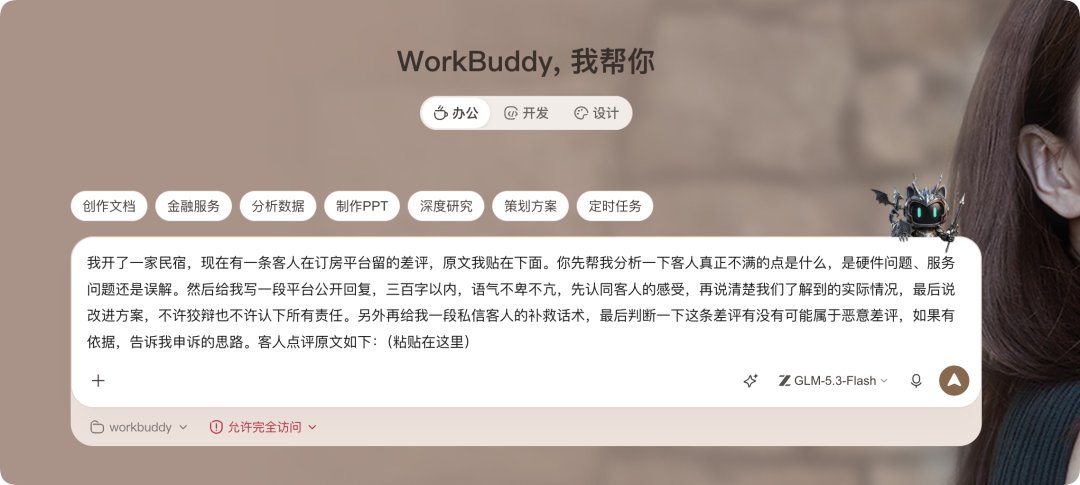 WorkBuddy, 我帮你
办公
开发
设计
创作文档
金融服务
分析数据
制作PPT
深度研究
策划方案
定时任务
我开了一家民宿，现在有一条客人在订房平台留的差评，原文我贴在下面。你先帮我分析一下客人真正不满的点是什么，是硬件问题、服务
问题还是误解。然后给我写一段平台公开回复，三百字以内，语气不卑不亢，先认同客人的感受，再说清楚我们了解到的实际情况，最后说
改进方案，不许狡辩也不许认下所有责任。另外再给我一段私信客人的补救话术，最后判断一下这条差评有没有可能属于恶意差评，如果有
依据，告诉我申诉的思路。客人点评原文如下：（粘贴在这里）
GLM-5.3-Flash
workbuddy
允许完全访问